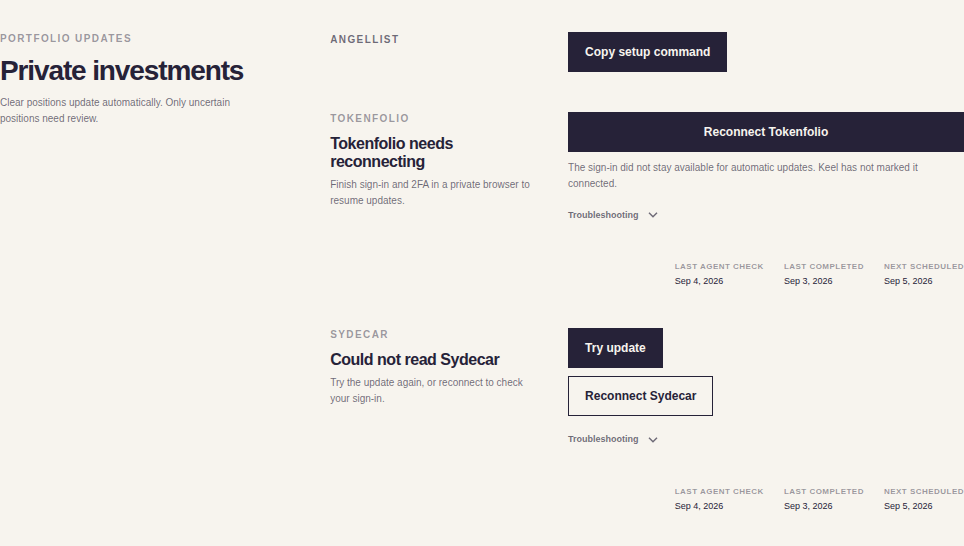 PORTFOLIO UPDATES
Private investments
Clear positions update automatically. Only uncertain
positions need review.
ANGELLIST
Copy setup command
TOKENFOLIO
Tokenfolio needs
reconnecting
Finish sign-in and 2FA in a private browser to
resume updates.
Reconnect Tokenfolio
The sign-in did not stay available for automatic updates. Keel has not marked it
connected.
Troubleshooting
LAST AGENT CHECK LAST COMPLETED NEXT SCHEDULED
Sep 4, 2026 Sep 3, 2026 Sep 5, 2026
SYDECAR
Could not read Sydecar
Try the update again, or reconnect to check
your sign-in.
Try update
Reconnect Sydecar
Troubleshooting
LAST AGENT CHECK LAST COMPLETED NEXT SCHEDULED
Sep 4, 2026 Sep 3, 2026 Sep 5, 2026